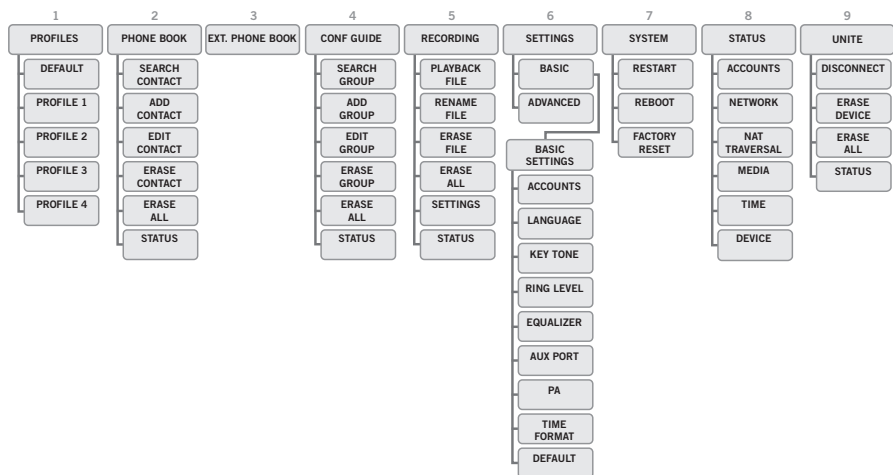 1 2 3 4 5 6 7 8 9
PROFILES PHONE BOOK EXT. PHONE BOOK CONF GUIDE RECORDING SETTINGS SYSTEM STATUS UNITE
DEFAULT
PROFILE 1
PROFILE 2
PROFILE 3
PROFILE 4
SEARCH
CONTACT
ADD
CONTACT
EDIT
CONTACT
ERASE
CONTACT
ERASE
ALL
STATUS
SEARCH
GROUP
ADD
GROUP
EDIT
GROUP
ERASE
GROUP
ERASE
ALL
STATUS
PLAYBACK
FILE
RENAME
FILE
ERASE
FILE
ERASE
ALL
SETTINGS
STATUS
BASIC
ADVANCED
BASIC
SETTINGS
ACCOUNTS
LANGUAGE
KEY TONE
RING LEVEL
EQUALIZER
AUX PORT
PA
TIME
FORMAT
DEFAULT
RESTART
REBOOT
FACTORY
RESET
ACCOUNTS
NETWORK
NAT
TRAVERSAL
MEDIA
TIME
DEVICE
DISCONNECT
ERASE
DEVICE
ERASE
ALL
STATUS